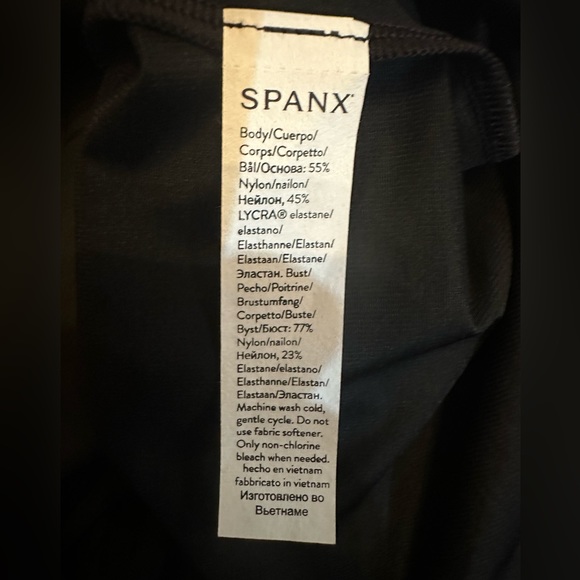 SPANX®
Body/Cuerpo/
Corps/Corpetto/
Bål/Основа: 55%
Nylon/nailon/
Нейлон, 45%
LYCRA® elastane/
elastano/
Elasthanne/Elastan/
Elastaan/Elastane/
Эластан. Bust/
Pecho/Poitrine/
Brustumfang/
Corpetto/Buste/
Byst/Бюст: 77%
Nylon/nailon/
Нейлон, 23%
Elastane/elastano/
Elasthanne/Elastan/
Elastaan/Эластан.
Machine wash cold,
gentle cycle. Do not
use fabric softener.
Only non-chlorine
bleach when needed.
hecho en vietnam
fabbricato in vietnam
Изготовлено во
Вьетнаме